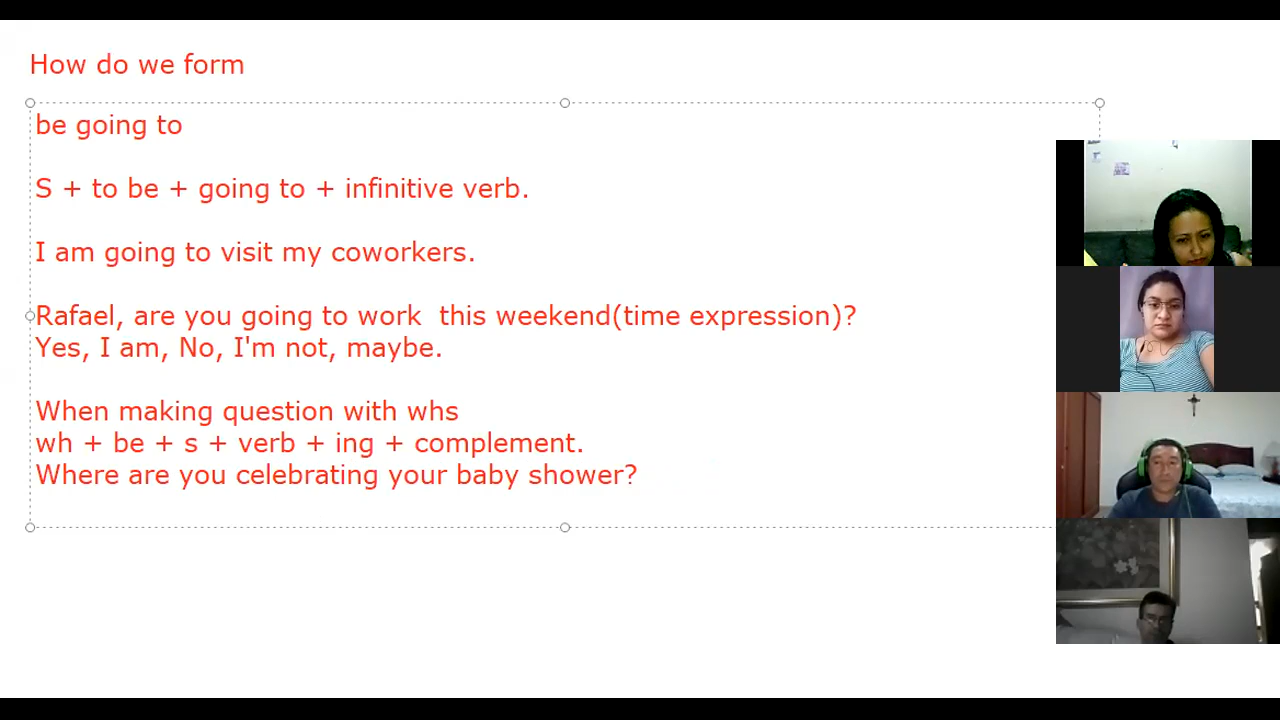 How do we form
be going to
S + to be + going to + infinitive verb.
I am going to visit my coworkers.
Rafael, are you going to work  this weekend(time expression)?
Yes, I am, No, I'm not, maybe.
When making question with whs
wh + be + s + verb + ing + complement.
Where are you celebrating your baby shower?